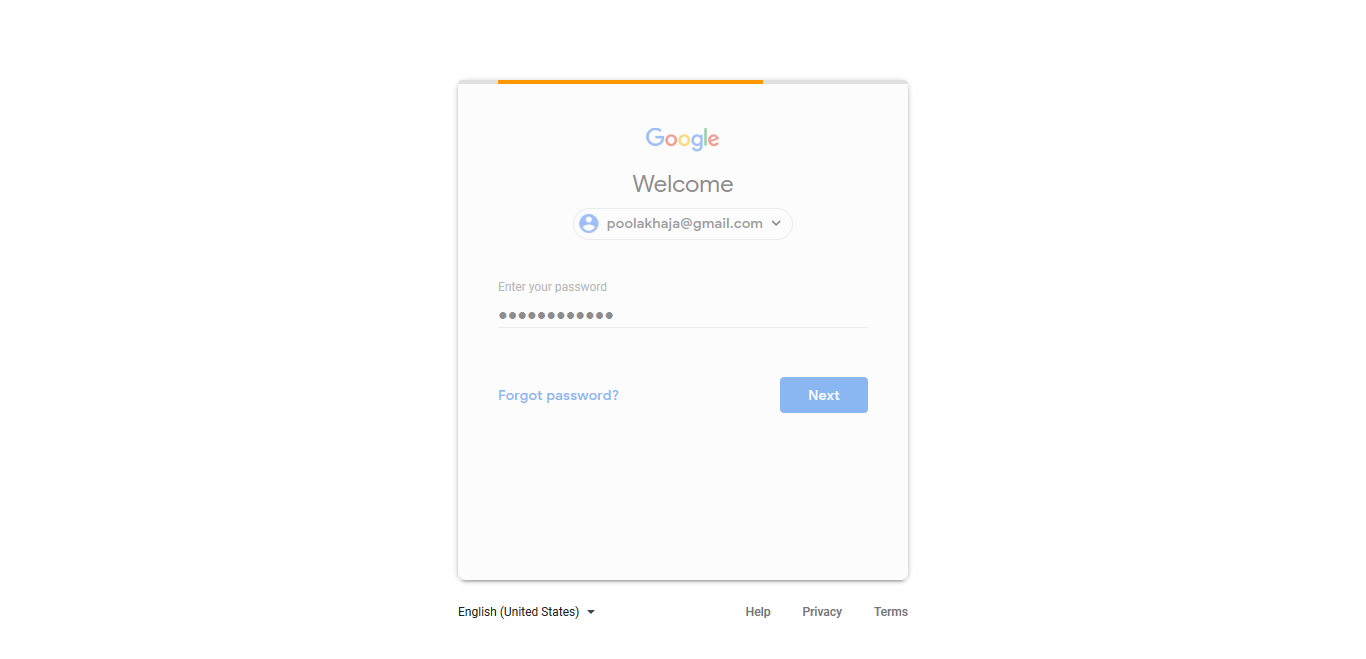 Google
Welcome
poolakhaja@gmail.com
Enter your password
●●●●●●●●●●●●
Forgot password?
Next
English (United States)
Help Privacy Terms